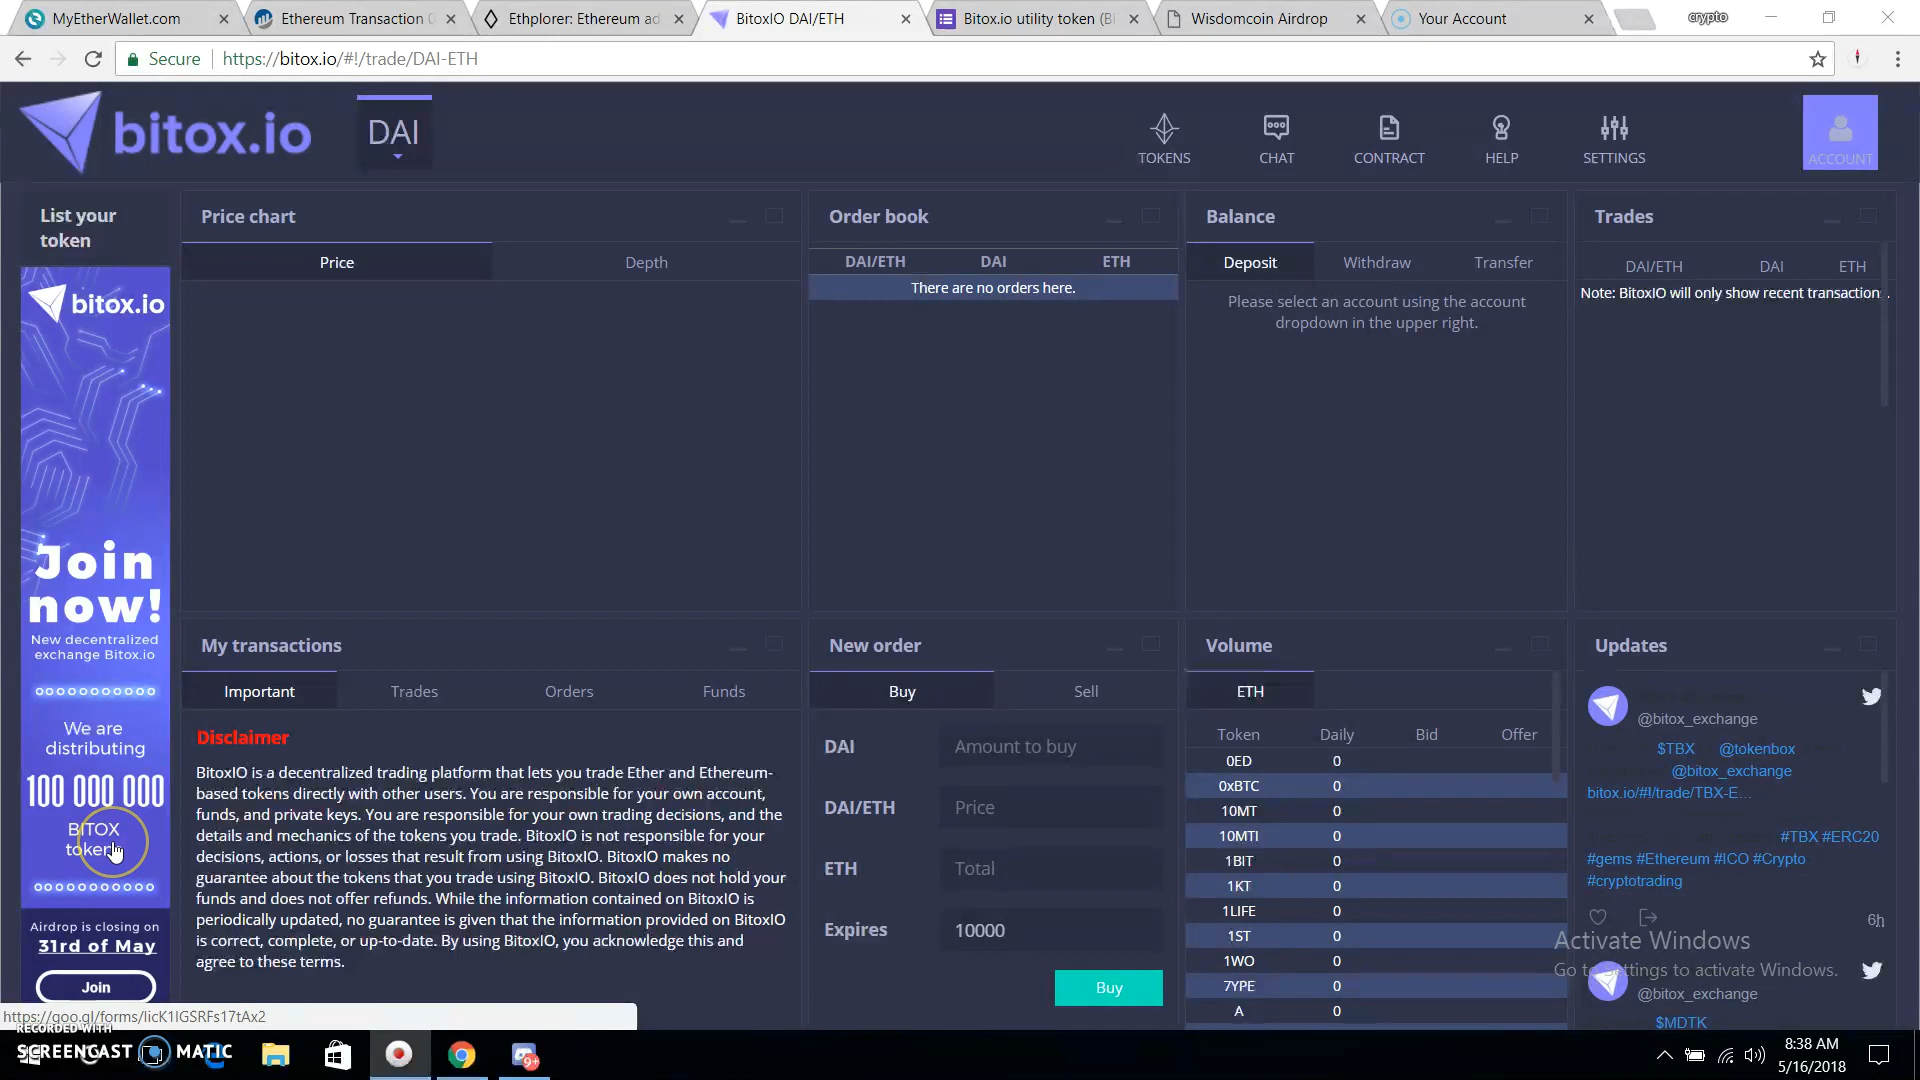 MyEtherWallet.com
Ethereum Transaction
Ethplorer: Ethereum ad
BitoxIO DAI/ETH
Bitox.io utility token (B
Wisdomcoin Airdrop
Your Account
crypto
Secure
https://bitox.io/#!/trade/DAI-ETH
bitox.io
DAI
TOKENS
CHAT
CONTRACT
HELP
SETTINGS
ACCOUNT
List your
token
bitox.io
Join
now!
New decentralized
exchange Bitox.io
We are
distributing
100 000 000
BITOX
token
Airdrop is closing on
31rd of May
Join
Price chart
Price
Depth
Order book
DAI/ETH DAI ETH
There are no orders here.
Balance
Deposit
Withdraw
Transfer
Please select an account using the account
dropdown in the upper right.
Trades
DAI/ETH DAI ETH
Note: BitoxIO will only show recent transaction
My transactions
Important
Trades
Orders
Funds
Disclaimer
BitoxIO is a decentralized trading platform that lets you trade Ether and Ethereum-
based tokens directly with other users. You are responsible for your own account,
funds, and private keys. You are responsible for your own trading decisions, and the
details and mechanics of the tokens you trade. BitoxIO is not responsible for your
decisions, actions, or losses that result from using BitoxIO. BitoxIO makes no
guarantee about the tokens that you trade using BitoxIO. BitoxIO does not hold your
funds and does not offer refunds. While the information contained on BitoxIO is
periodically updated, no guarantee is given that the information provided on BitoxIO
is correct, complete, or up-to-date. By using BitoxIO, you acknowledge this and
agree to these terms.
New order
Buy
Sell
DAI Amount to buy
DAI/ETH Price
ETH Total
Expires 10000
Buy
Volume
ETH
Token Daily Bid Offer
0ED 0
0xBTC 0
10MT 0
10MTI 0
1BIT 0
1KT 0
1LIFE 0
1ST 0
1WO 0
7YPE 0
A 0
Updates
@bitox_exchange
$TBX @tokenbox
@bitox_exchange
bitox.io/#!/trade/TBX-E...
#TBX #ERC20
#gems #Ethereum #ICO #Crypto
#cryptotrading
6h
@bitox_exchange
$MDTK
Activate Windows
Go to Settings to activate Windows.
RECORDED WITH
SCREENCAST MATIC
9+
8:38 AM
5/16/2018